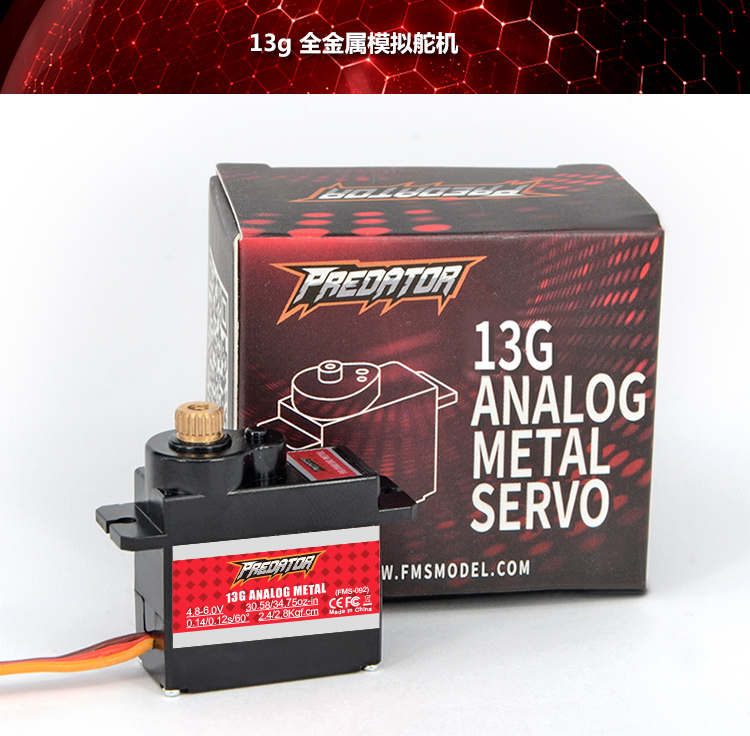 13g 全金属模拟舵机
PREDATOR
PREDATOR
13G
ANALOG
METAL
SERVO
W.FMSMODEL.COM
PREDATOR
13G ANALOG METAL
(FMS-092)
4.8-6.0V 30.58/34.75oz-in
0.14/0.12s/60° 2.4/2.8Kgf.cm
CE FC
Made in China